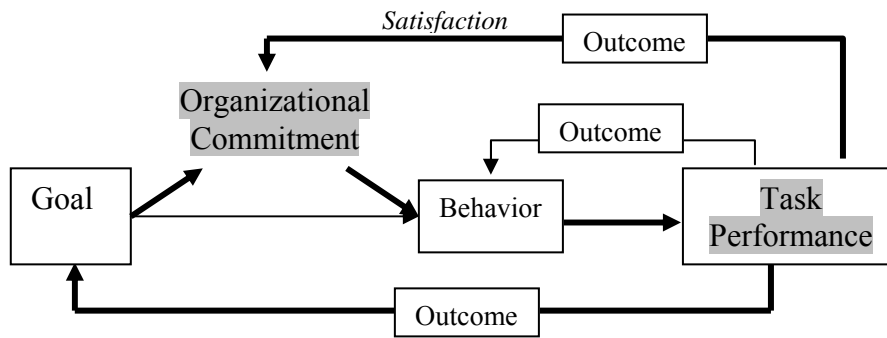 Satisfaction
Outcome
Organizational
Commitment
Outcome
Goal
Behavior
Task
Performance
Outcome